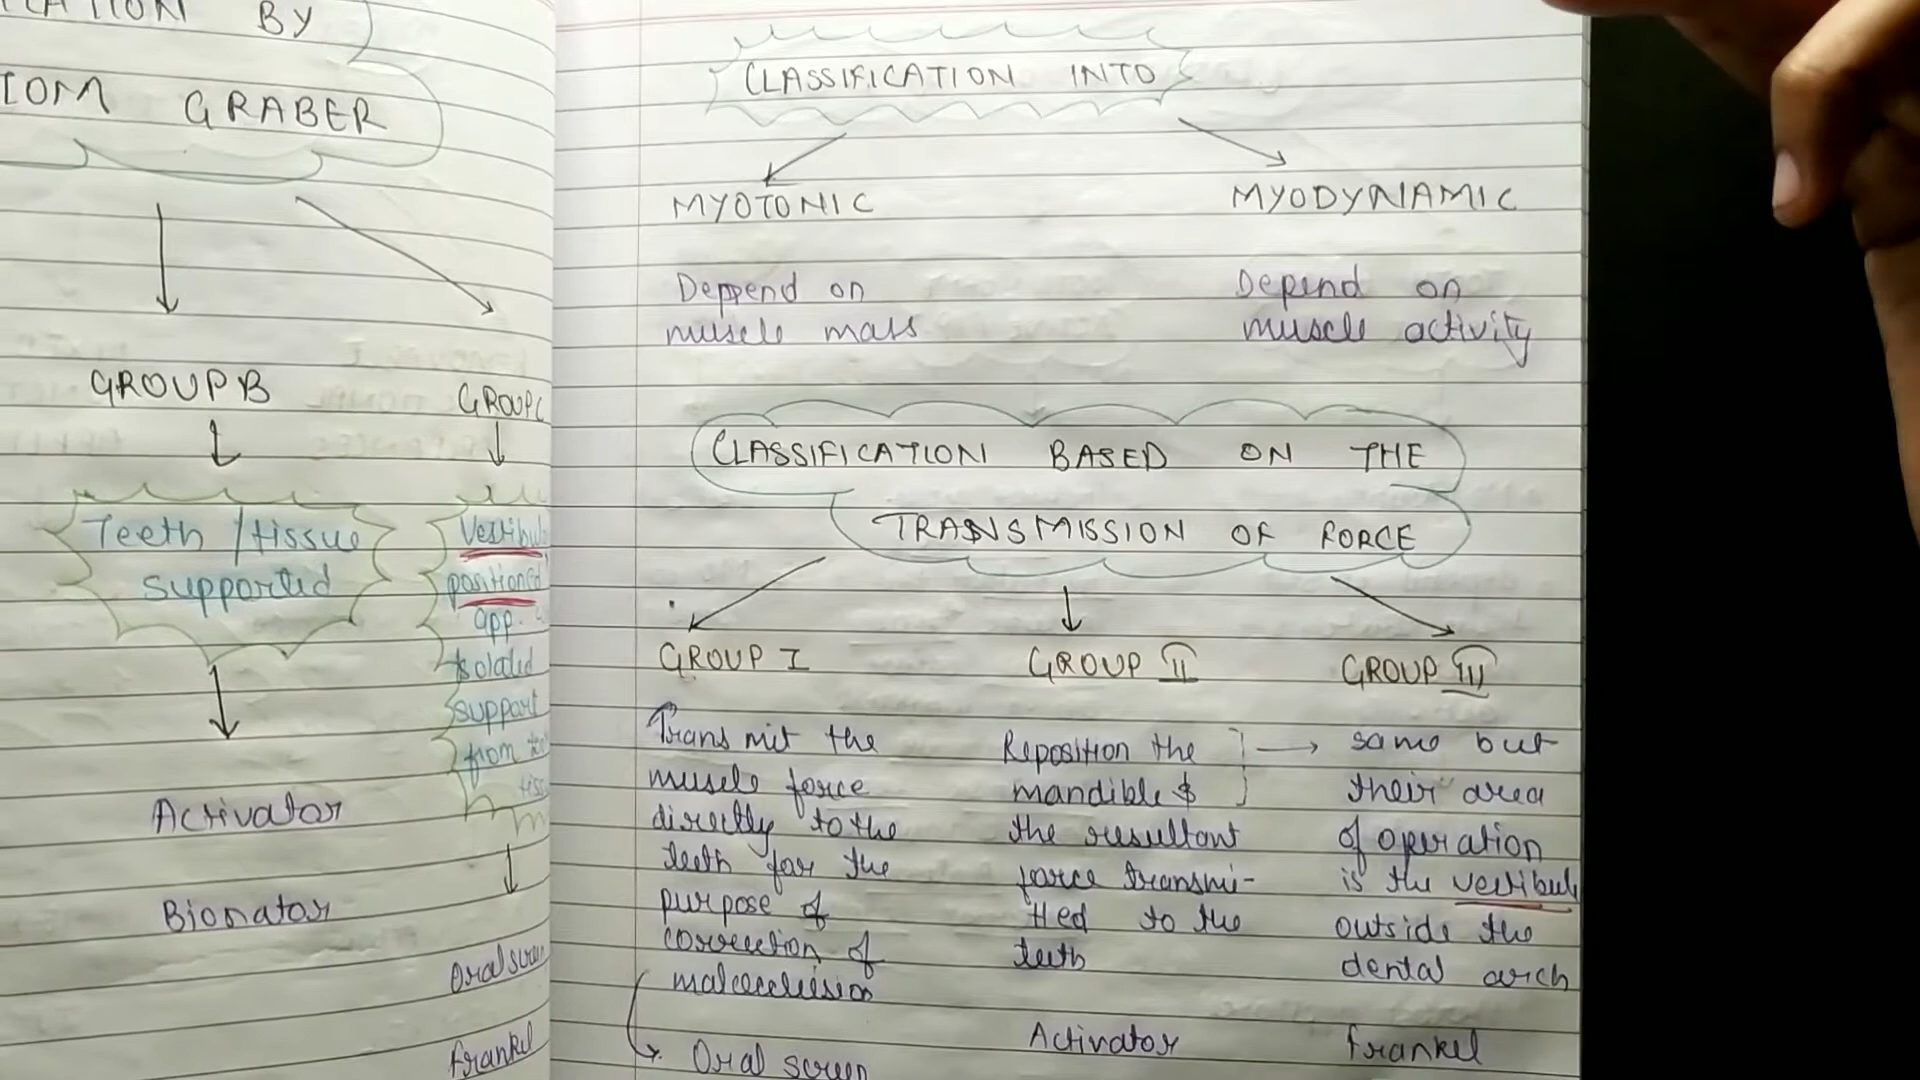 BY
TOM GRABER
GROUP B
GROUP C
Teeth / tissue
supported
Vestibul
positioned
app.
Isolated
support
from
tiss
Activator
Bionator
Oral screen
Frankel
CLASSIFICATION INTO
MYOTONIC
MYODYNAMIC
Deppend on
muscle mass
Depend on
muscle activity
CLASSIFICATION BASED ON THE
TRANSMISSION OF FORCE
GROUP I
GROUP II
GROUP III
Transmit the
muscle force
directly to the
teeth for the
purpose of
correction of
malocclusion
Oral screen
Reposition the
mandible &
the resultant
force transmi-
tted to the
teeth
Activator
same but
their area
of operation
is the vestibule
outside the
dental arch
Frankel